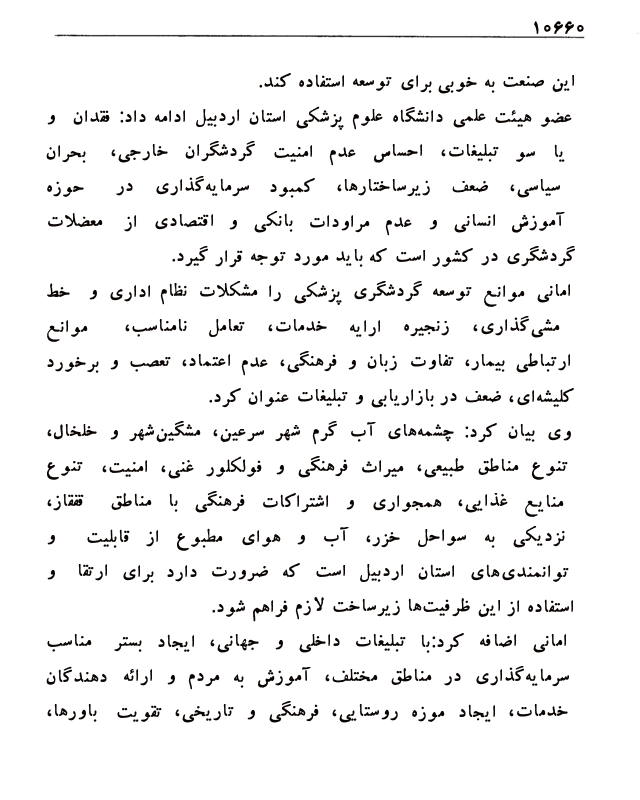 ۱۰۶۶۰
این صنعت به خوبی برای توسعه استفاده کند.
عضو هیئت علمی دانشگاه علوم پزشکی استان اردبیل ادامه داد: فقدان و
یا سو تبلیغات، احساس عدم امنیت گردشگران خارجی، بحران
سیاسی، ضعف زیرساختارها، کمبود سرمایه‌گذاری در حوزه
آموزش انسانی و عدم مراودات بانکی و اقتصادی از معضلات
گردشگری در کشور است که باید مورد توجه قرار گیرد.
امانی موانع توسعه گردشگری پزشکی را مشکلات نظام اداری و خط
مشی‌گذاری، زنجیره ارایه خدمات، تعامل نامناسب، موانع
ارتباطی بیمار، تفاوت زبان و فرهنگی، عدم اعتماد، تعصب و برخورد
کلیشه‌ای، ضعف در بازاریابی و تبلیغات عنوان کرد.
وی بیان کرد: چشمه‌های آب گرم شهر سرعین، مشگین‌شهر و خلخال،
تنوع مناطق طبیعی، میراث فرهنگی و فولکلور غنی، امنیت، تنوع
منایع غذایی، همجواری و اشتراکات فرهنگی با مناطق قفقاز،
نزدیکی به سواحل خزر، آب و هوای مطبوع از قابلیت و
توانمندی‌های استان اردبیل است که ضرورت دارد برای ارتقا و
استفاده از این ظرفیت‌ها زیرساخت لازم فراهم شود.
امانی اضافه کرد:با تبلیغات داخلی و جهانی، ایجاد بستر مناسب
سرمایه‌گذاری در مناطق مختلف، آموزش به مردم و ارائه دهندگان
خدمات، ایجاد موزه روستایی، فرهنگی و تاریخی، تقویت باورها،